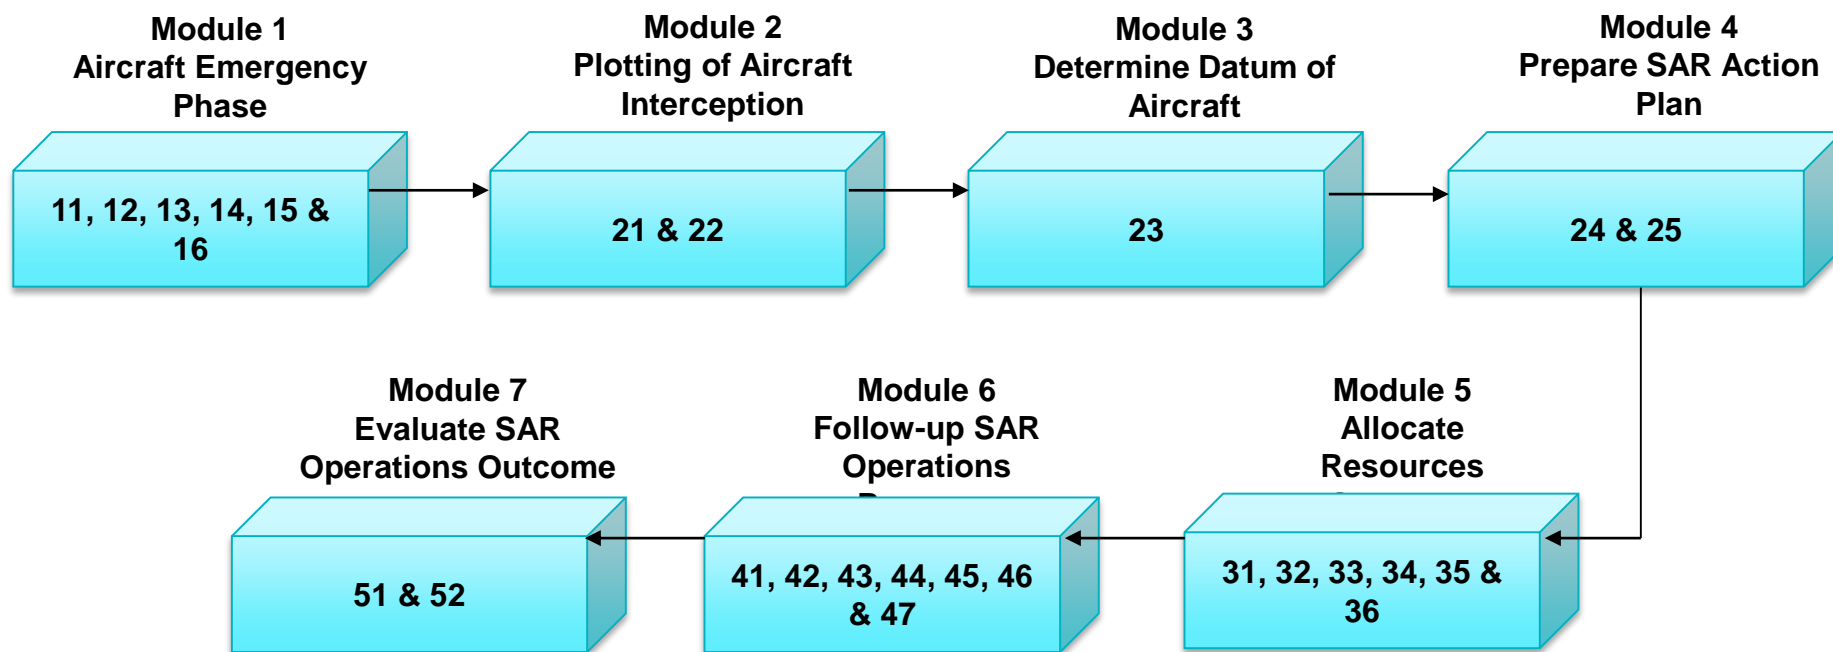 Module 1
Aircraft Emergency
Phase
11, 12, 13, 14, 15 &
16
Module 2
Plotting of Aircraft
Interception
21 & 22
Module 3
Determine Datum of
Aircraft
23
Module 4
Prepare SAR Action
Plan
24 & 25
Module 5
Allocate
Resources
31, 32, 33, 34, 35 &
36
Module 6
Follow-up SAR
Operations
41, 42, 43, 44, 45, 46
& 47
Module 7
Evaluate SAR
Operations Outcome
51 & 52